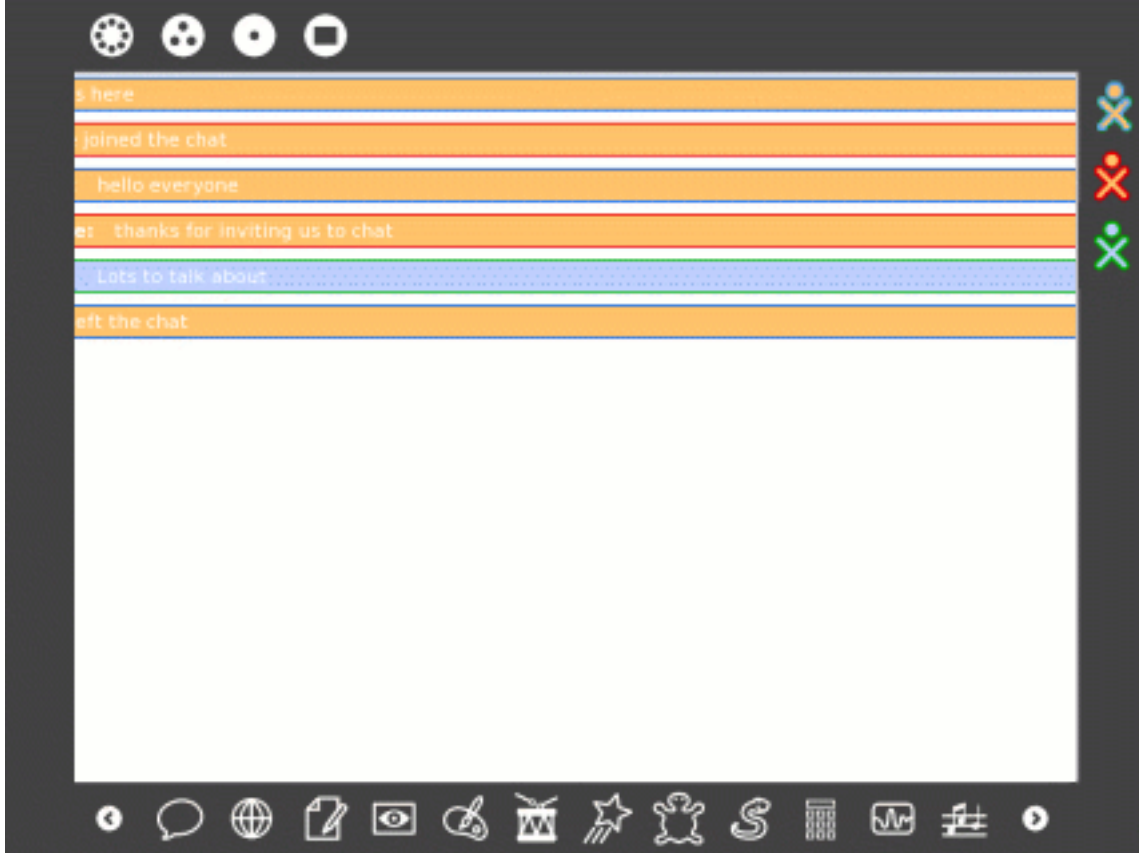 s here
joined the chat
hello everyone
e: thanks for inviting us to chat
Lots to talk about
eft the chat